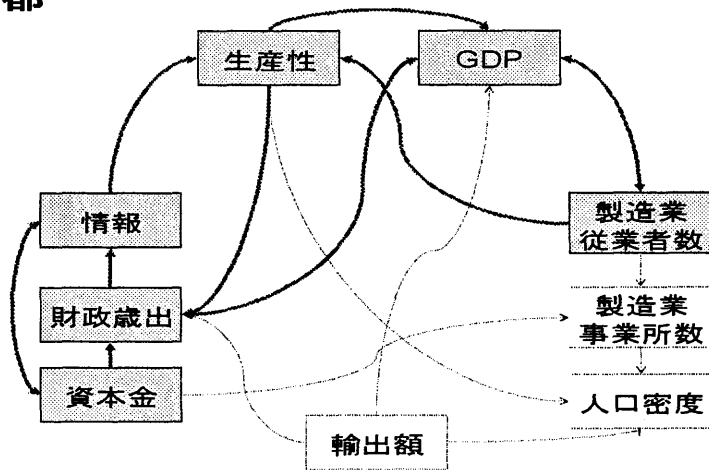 都
生産性
GDP
情報
製造業
従業者数
財政歳出
製造業
事業所数
資本金
人口密度
輸出額